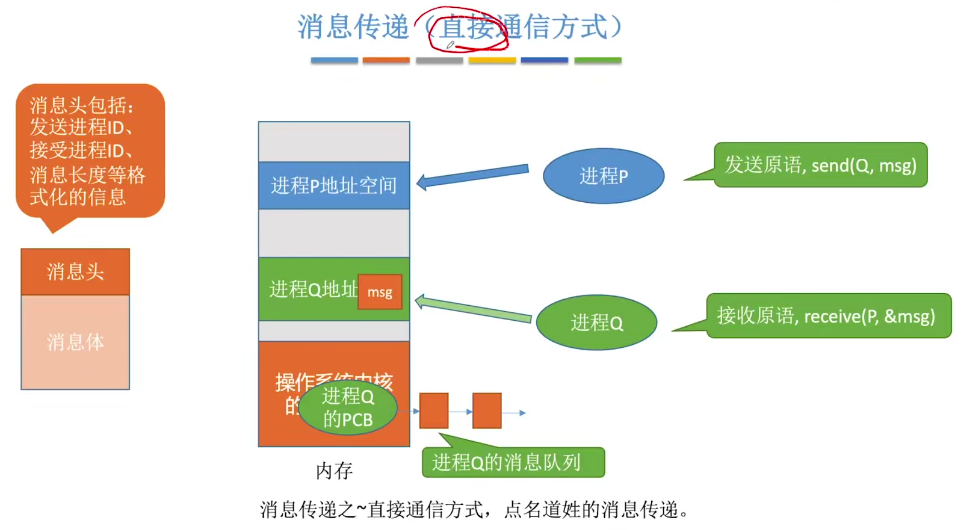 消息传递（直接通信方式）
消息头包括：
发送进程ID、
接受进程ID、
消息长度等格
式化的信息
消息头
消息体
进程P地址空间
进程Q地址
msg
操作系统内核
的
进程Q
的PCB
内存
进程P
发送原语, send(Q, msg)
进程Q
接收原语, receive(P, &msg)
进程Q的消息队列
消息传递之~直接通信方式，点名道姓的消息传递。